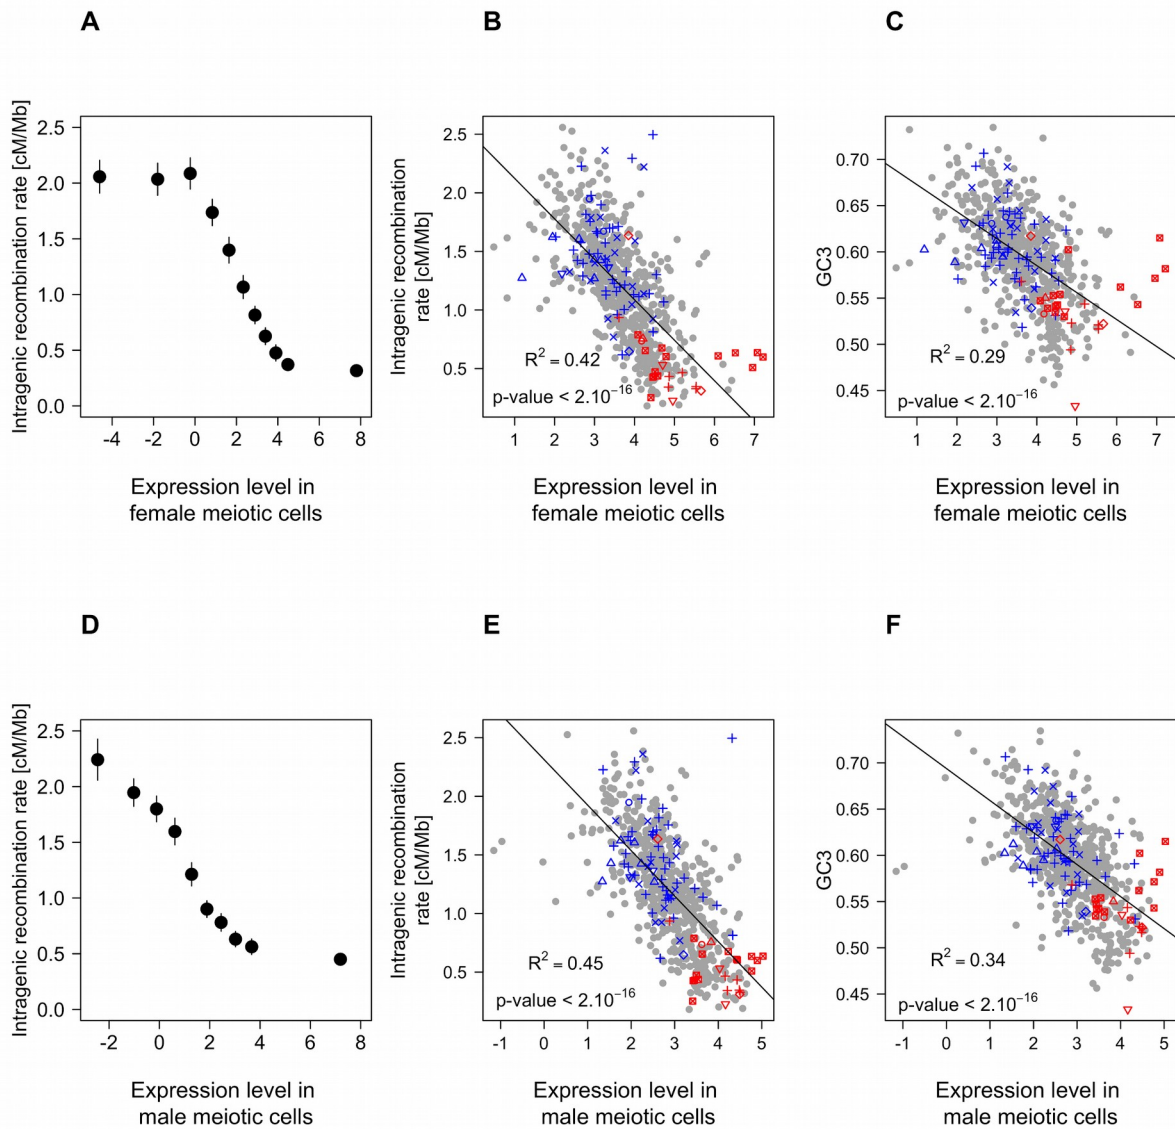 A
B
C
Intragenic recombination rate [cM/Mb]
2.5
2.0
1.5
1.0
0.5
0.0
-4 -2 0 2 4 6 8
Expression level in
female meiotic cells
Intragenic recombination
rate [cM/Mb]
2.5
2.0
1.5
1.0
0.5
R² = 0.42
p-value < 2.10⁻¹⁶
1 2 3 4 5 6 7
Expression level in
female meiotic cells
GC3
0.70
0.65
0.60
0.55
0.50
0.45
R² = 0.29
p-value < 2.10⁻¹⁶
1 2 3 4 5 6 7
Expression level in
female meiotic cells
D
E
F
Intragenic recombination rate [cM/Mb]
2.5
2.0
1.5
1.0
0.5
0.0
-2 0 2 4 6 8
Expression level in
male meiotic cells
Intragenic recombination
rate [cM/Mb]
2.5
2.0
1.5
1.0
0.5
R² = 0.45
p-value < 2.10⁻¹⁶
-1 0 1 2 3 4 5
Expression level in
male meiotic cells
GC3
0.70
0.65
0.60
0.55
0.50
0.45
R² = 0.34
p-value < 2.10⁻¹⁶
-1 0 1 2 3 4 5
Expression level in
male meiotic cells